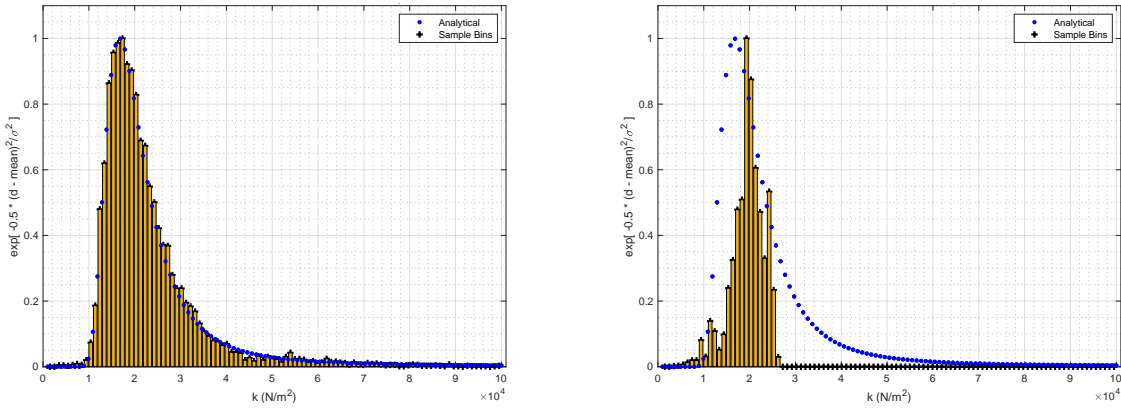 Analytical
Sample Bins
exp[ -0.5 * (d - mean)²/σ² ]
1
0.8
0.6
0.4
0.2
0
0 1 2 3 4 5 6 7 8 9 10
k (N/m²)
×10⁴
Analytical
Sample Bins
exp[ -0.5 * (d - mean)²/σ² ]
1
0.8
0.6
0.4
0.2
0
0 1 2 3 4 5 6 7 8 9 10
k (N/m²)
×10⁴